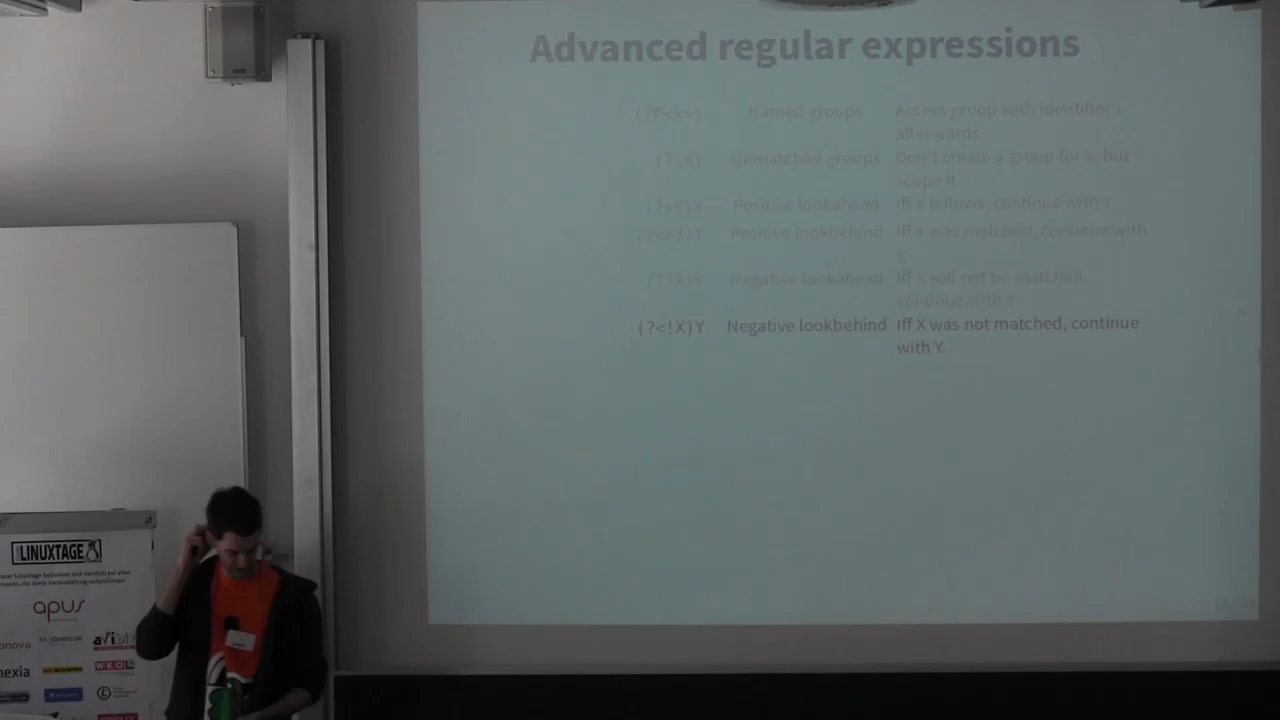 Advanced regular expressions
(?P<x>) Named groups Access group with identifier
afterwards.
(?:X) Unmatched groups Don't create a group for X, but
scope it
(?=X)Y Positive lookahead Iff X follows, continue with Y
(?<=X)Y Positive lookbehind Iff X was matched, continue with
Y
(?!X)Y Negative lookahead Iff X will not be matched,
continue with Y
(?<!X)Y Negative lookbehind Iff X was not matched, continue
with Y.
LINUXTAGE
apus
WKO